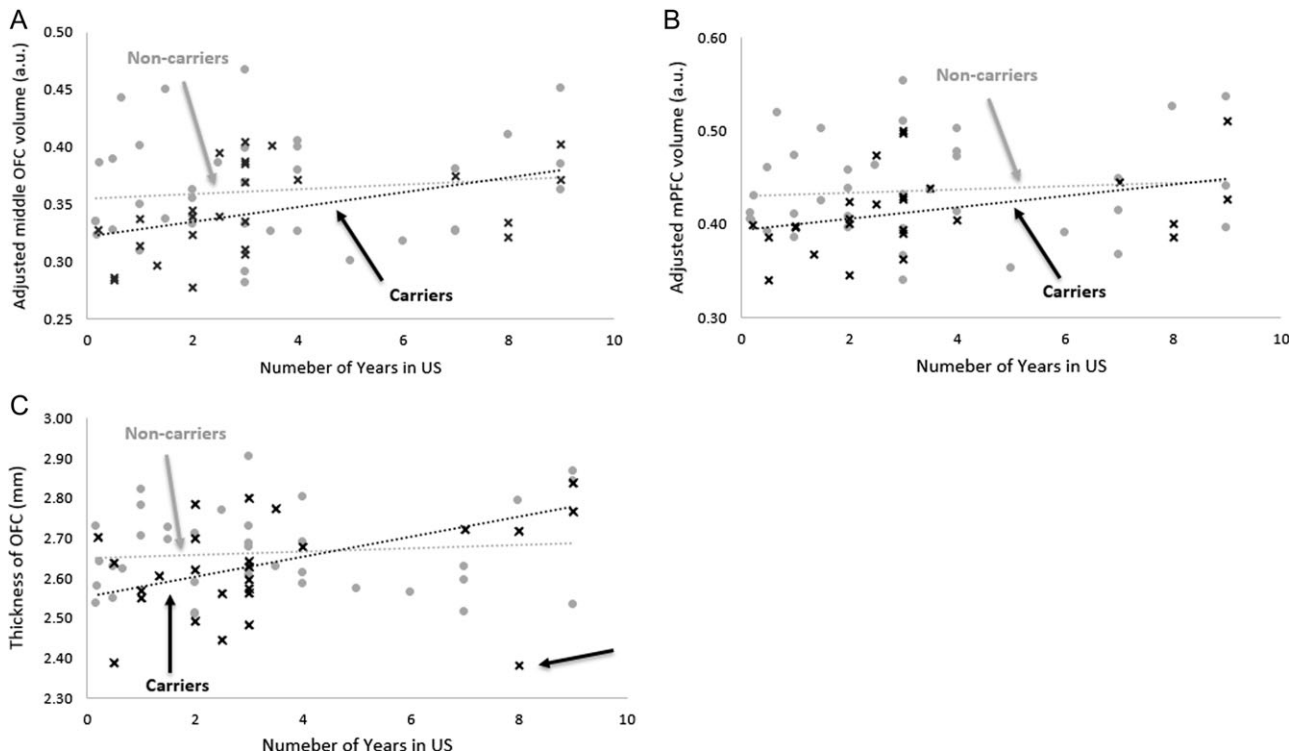 A
Adjusted middle OFC volume (a.u.)
0.50
0.45
0.40
0.35
0.30
0.25
Non-carriers
Carriers
0 2 4 6 8 10
Numeber of Years in US
B
Adjusted mPFC volume (a.u.)
0.60
0.50
0.40
0.30
Non-carriers
Carriers
0 2 4 6 8 10
Numeber of Years in US
C
Thickness of OFC (mm)
3.00
2.90
2.80
2.70
2.60
2.50
2.40
2.30
Non-carriers
Carriers
0 2 4 6 8 10
Numeber of Years in US